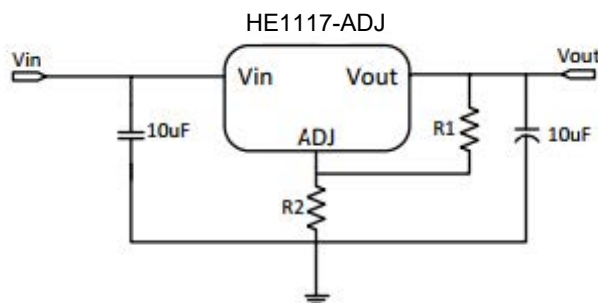 HE1117-ADJ
Vin
Vout
Vin
Vout
10uF
R1
10uF
ADJ
R2